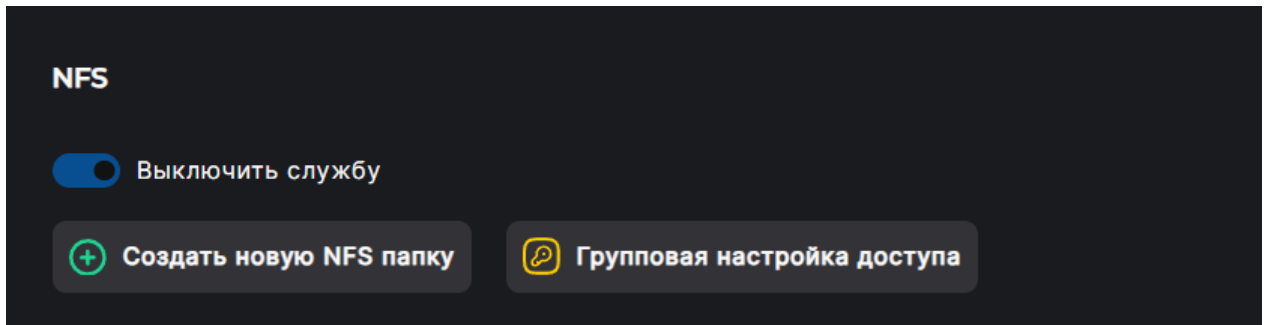 NFS
Выключить службу
Создать новую NFS папку
Групповая настройка доступа